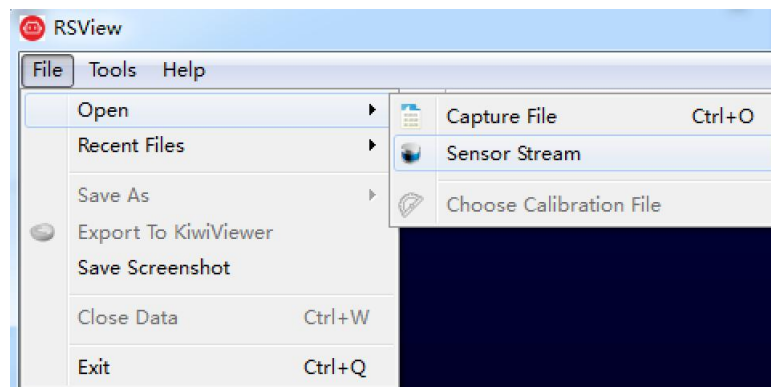 RSView
File Tools Help
Open
Capture File Ctrl+O
Recent Files
Sensor Stream
Save As
Choose Calibration File
Export To KiwiViewer
Save Screenshot
Close Data Ctrl+W
Exit Ctrl+Q